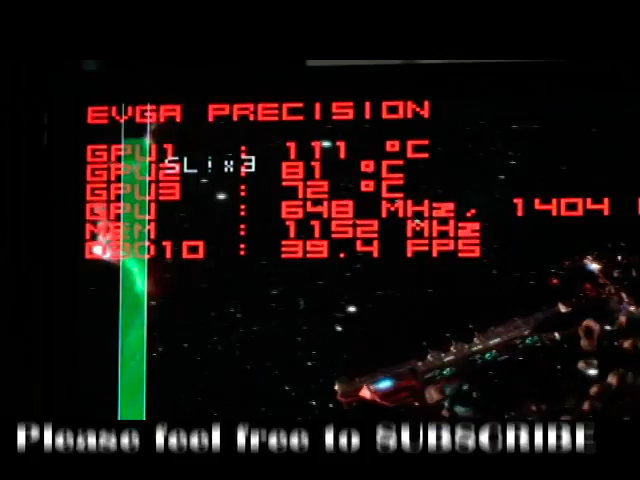 EVGA PRECISION
GPU1 : 111 °C
SLIx3
GPU2 : 81 °C
GPU3 : 72 °C
GPU : 648 MHz, 1404
MEM : 1152 MHz
D3D10 : 39.4 FPS
Please feel free to SUBSCRIBE